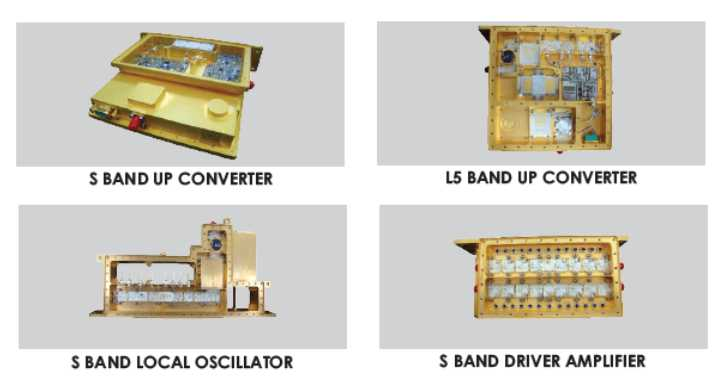 S BAND UP CONVERTER
L5 BAND UP CONVERTER
S BAND LOCAL OSCILLATOR
S BAND DRIVER AMPLIFIER